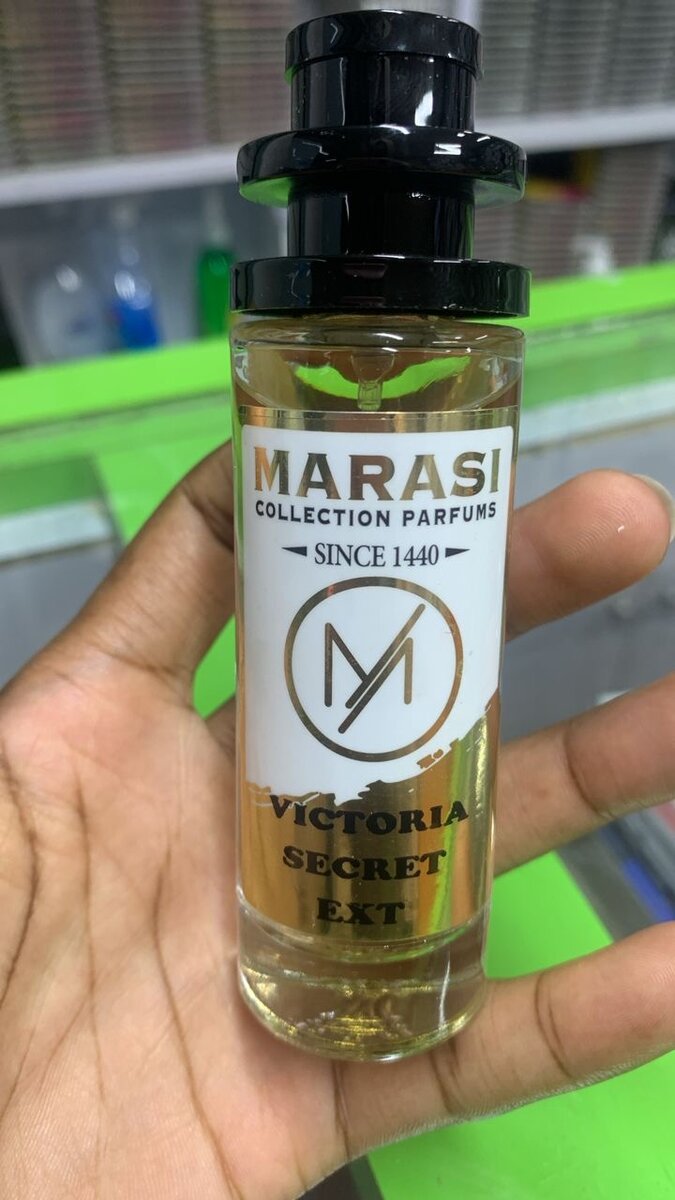 MARASI
COLLECTION PARFUMS
SINCE 1440
M
VICTORIA
SECRET
EXT